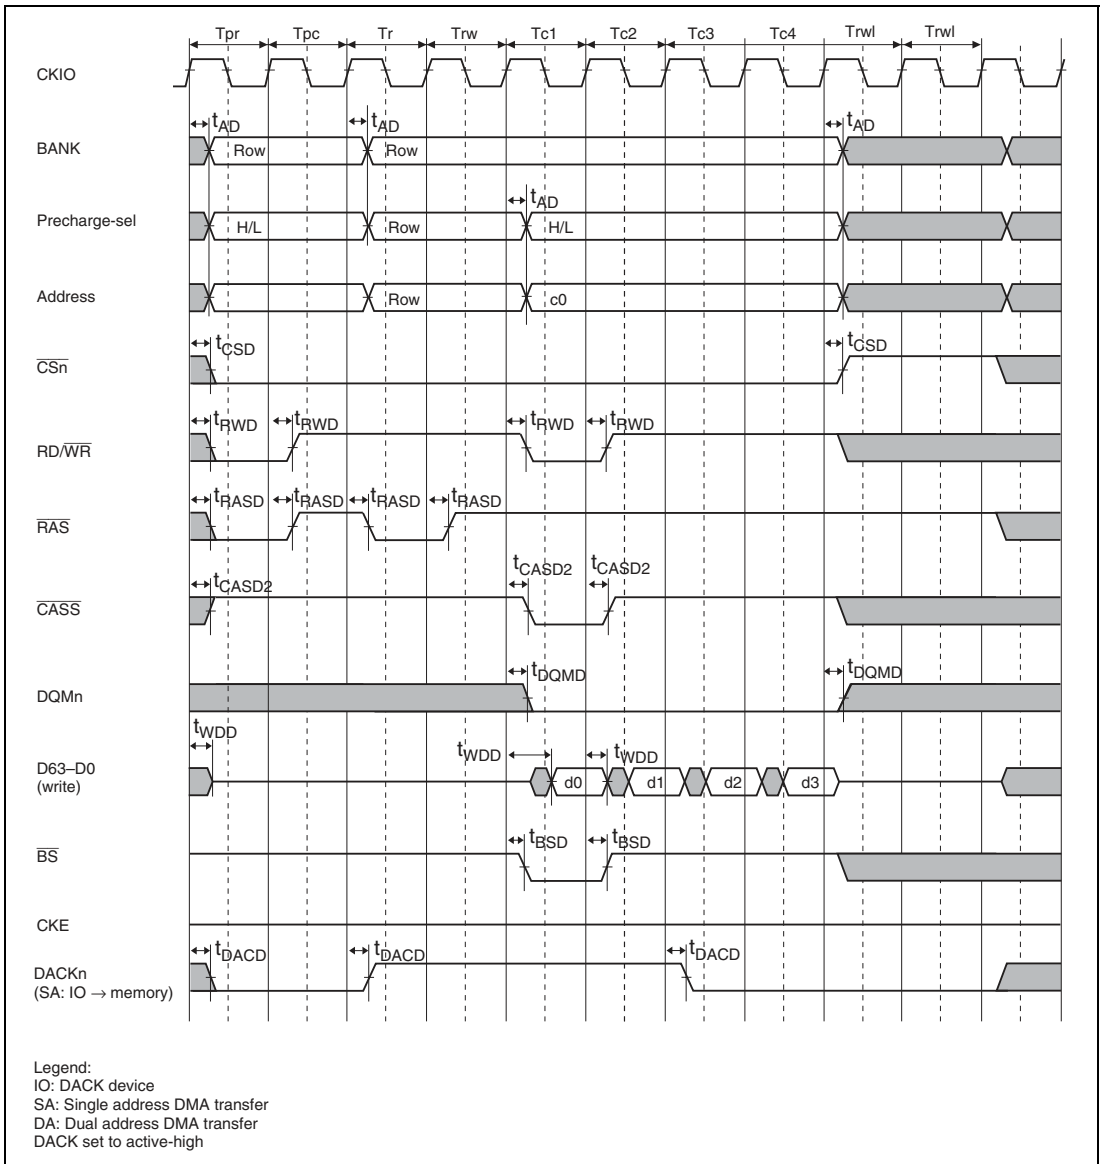 Tpr Tpc Tr Trw Tc1 Tc2 Tc3 Tc4 Trwl Trwl
CKIO
tAD tAD tAD
BANK Row Row
tAD
Precharge-sel H/L Row H/L
Address Row c0
tCSD tCSD
CSn
tRWD tRWD tRWD tRWD
RD/WR
tRASD tRASD tRASD tRASD
RAS
tCASD2 tCASD2 tCASD2
CASS
tDQMD tDQMD
DQMn
tWDD tWDD tWDD
D63–D0 d0 d1 d2 d3
(write)
tBSD tBSD
BS
CKE
tDACD tDACD tDACD
DACKn
(SA: IO → memory)
Legend:
IO: DACK device
SA: Single address DMA transfer
DA: Dual address DMA transfer
DACK set to active-high